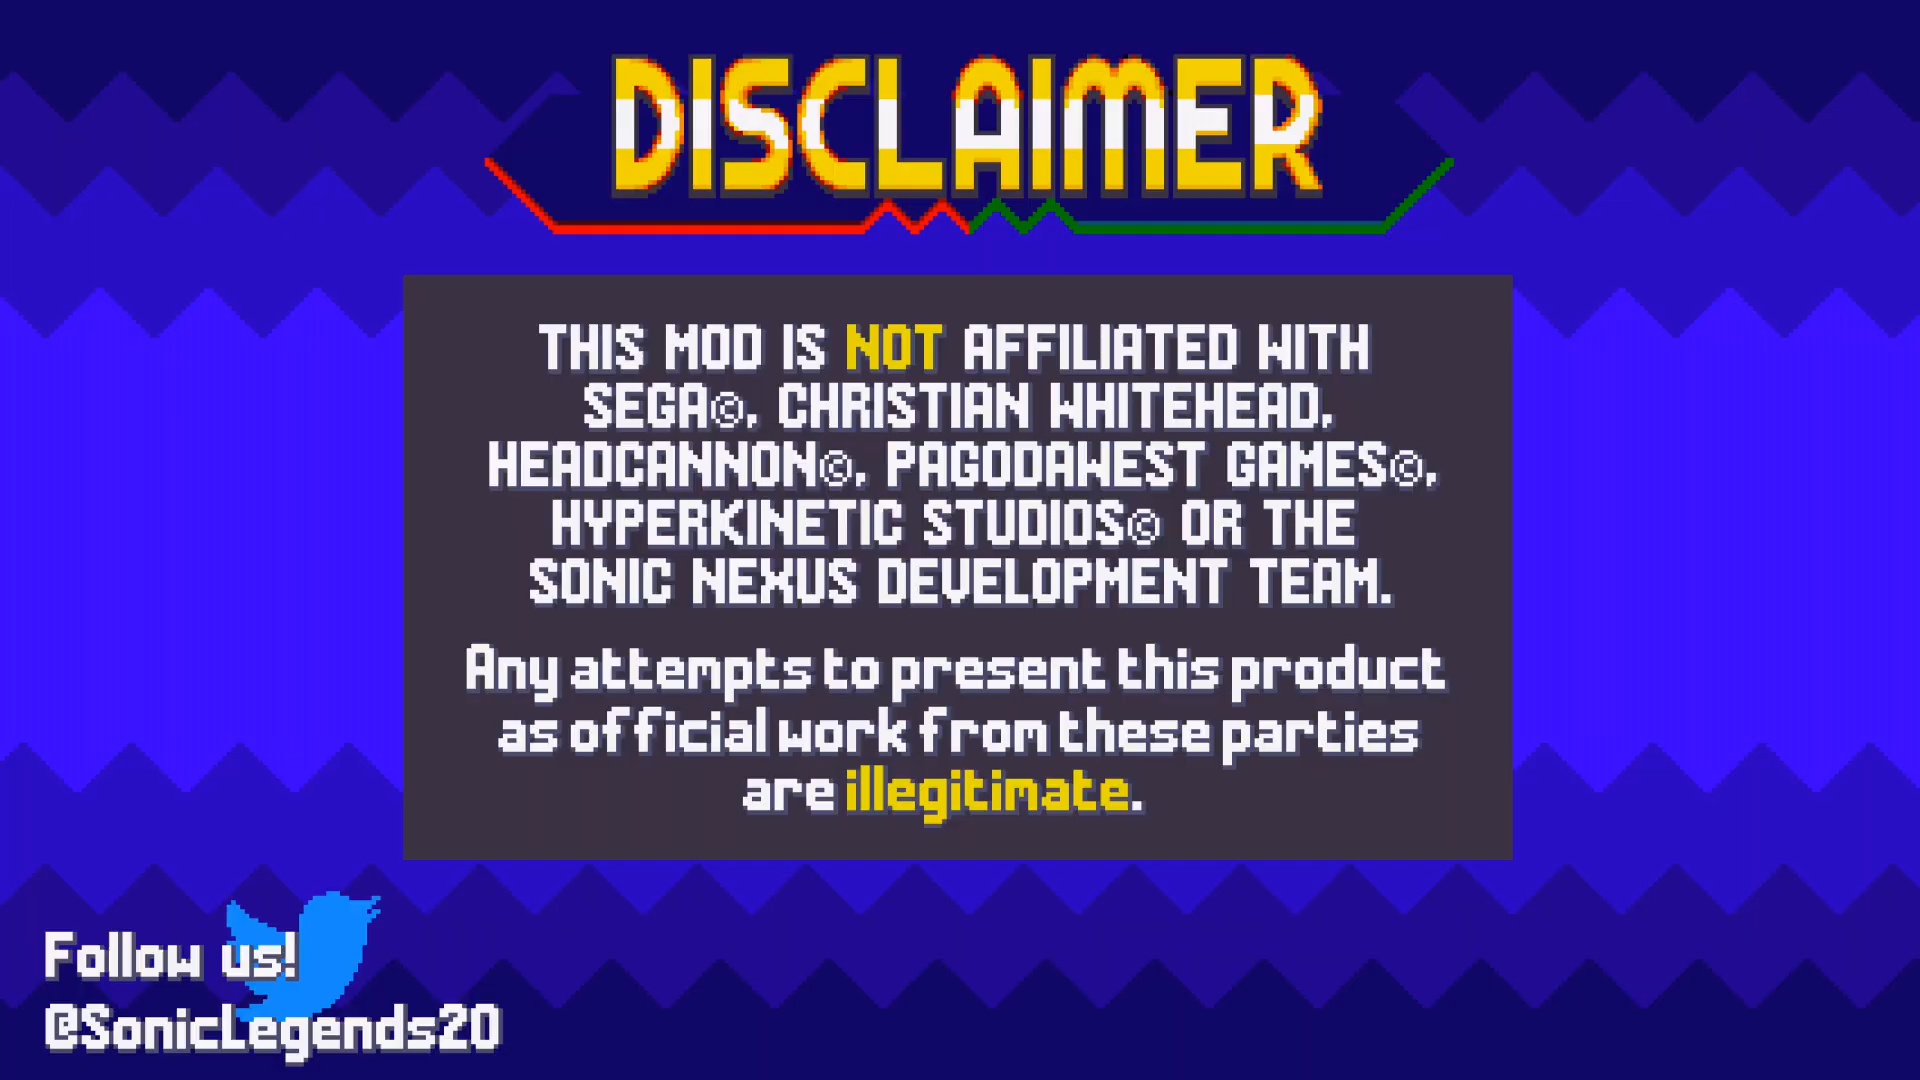 DISCLAIMER
THIS MOD IS NOT AFFILIATED WITH
SEGA©, CHRISTIAN WHITEHEAD,
HEADCANNON©, PAGODAWEST GAMES©,
HYPERKINETIC STUDIOS© OR THE
SONIC NEXUS DEVELOPMENT TEAM.
Any attempts to present this product
as official work from these parties
are illegitimate.
Follow us!
@SonicLegends20